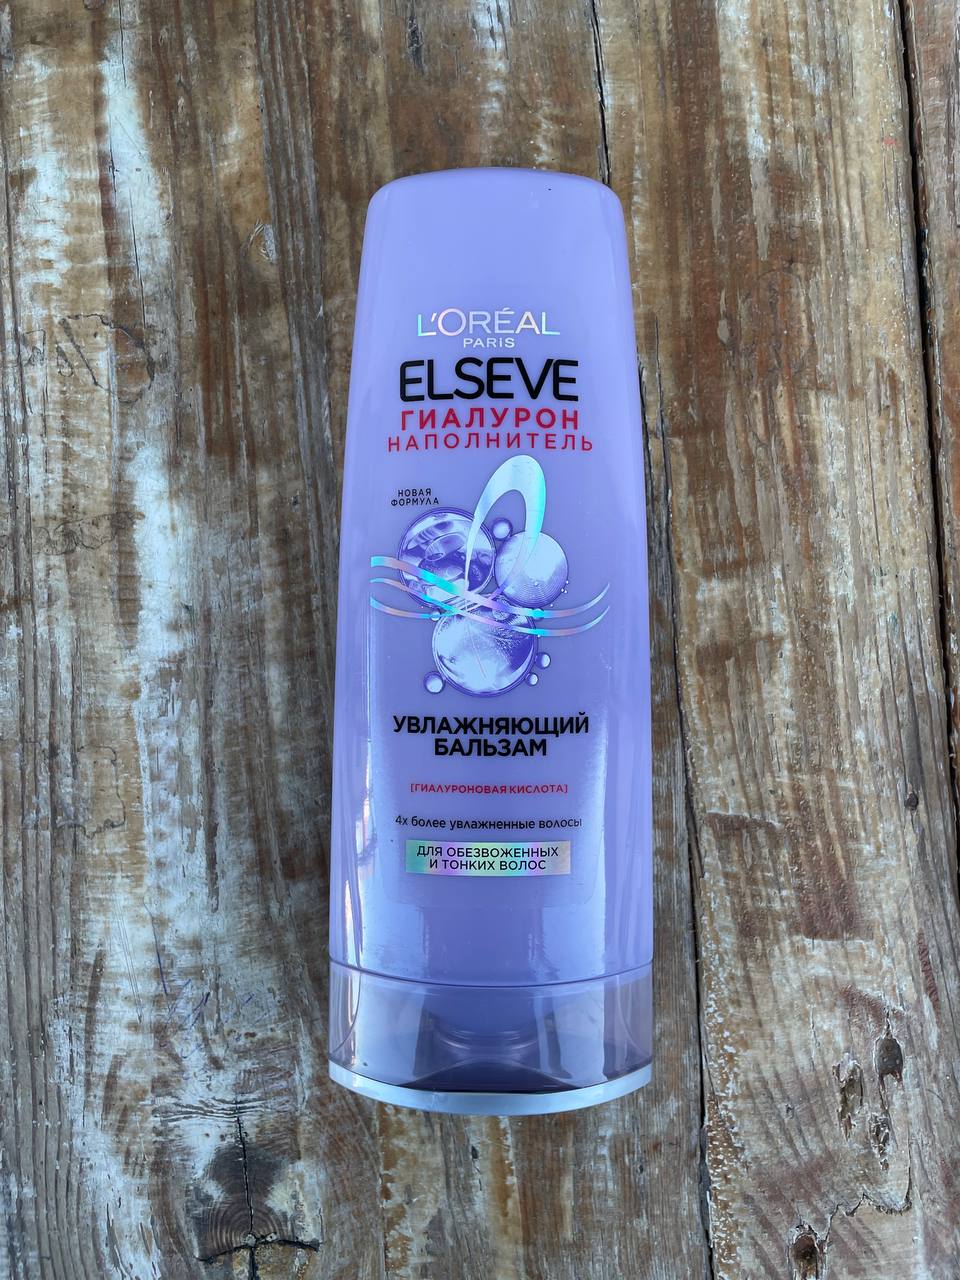 L'ORÉAL
PARIS
ELSEVE
ГИАЛУРОН
НАПОЛНИТЕЛЬ
НОВАЯ
ФОРМУЛА
УВЛАЖНЯЮЩИЙ
БАЛЬЗАМ
[ГИАЛУРОНОВАЯ КИСЛОТА]
4x более увлажненные волосы
ДЛЯ ОБЕЗВОЖЕННЫХ
И ТОНКИХ ВОЛОС